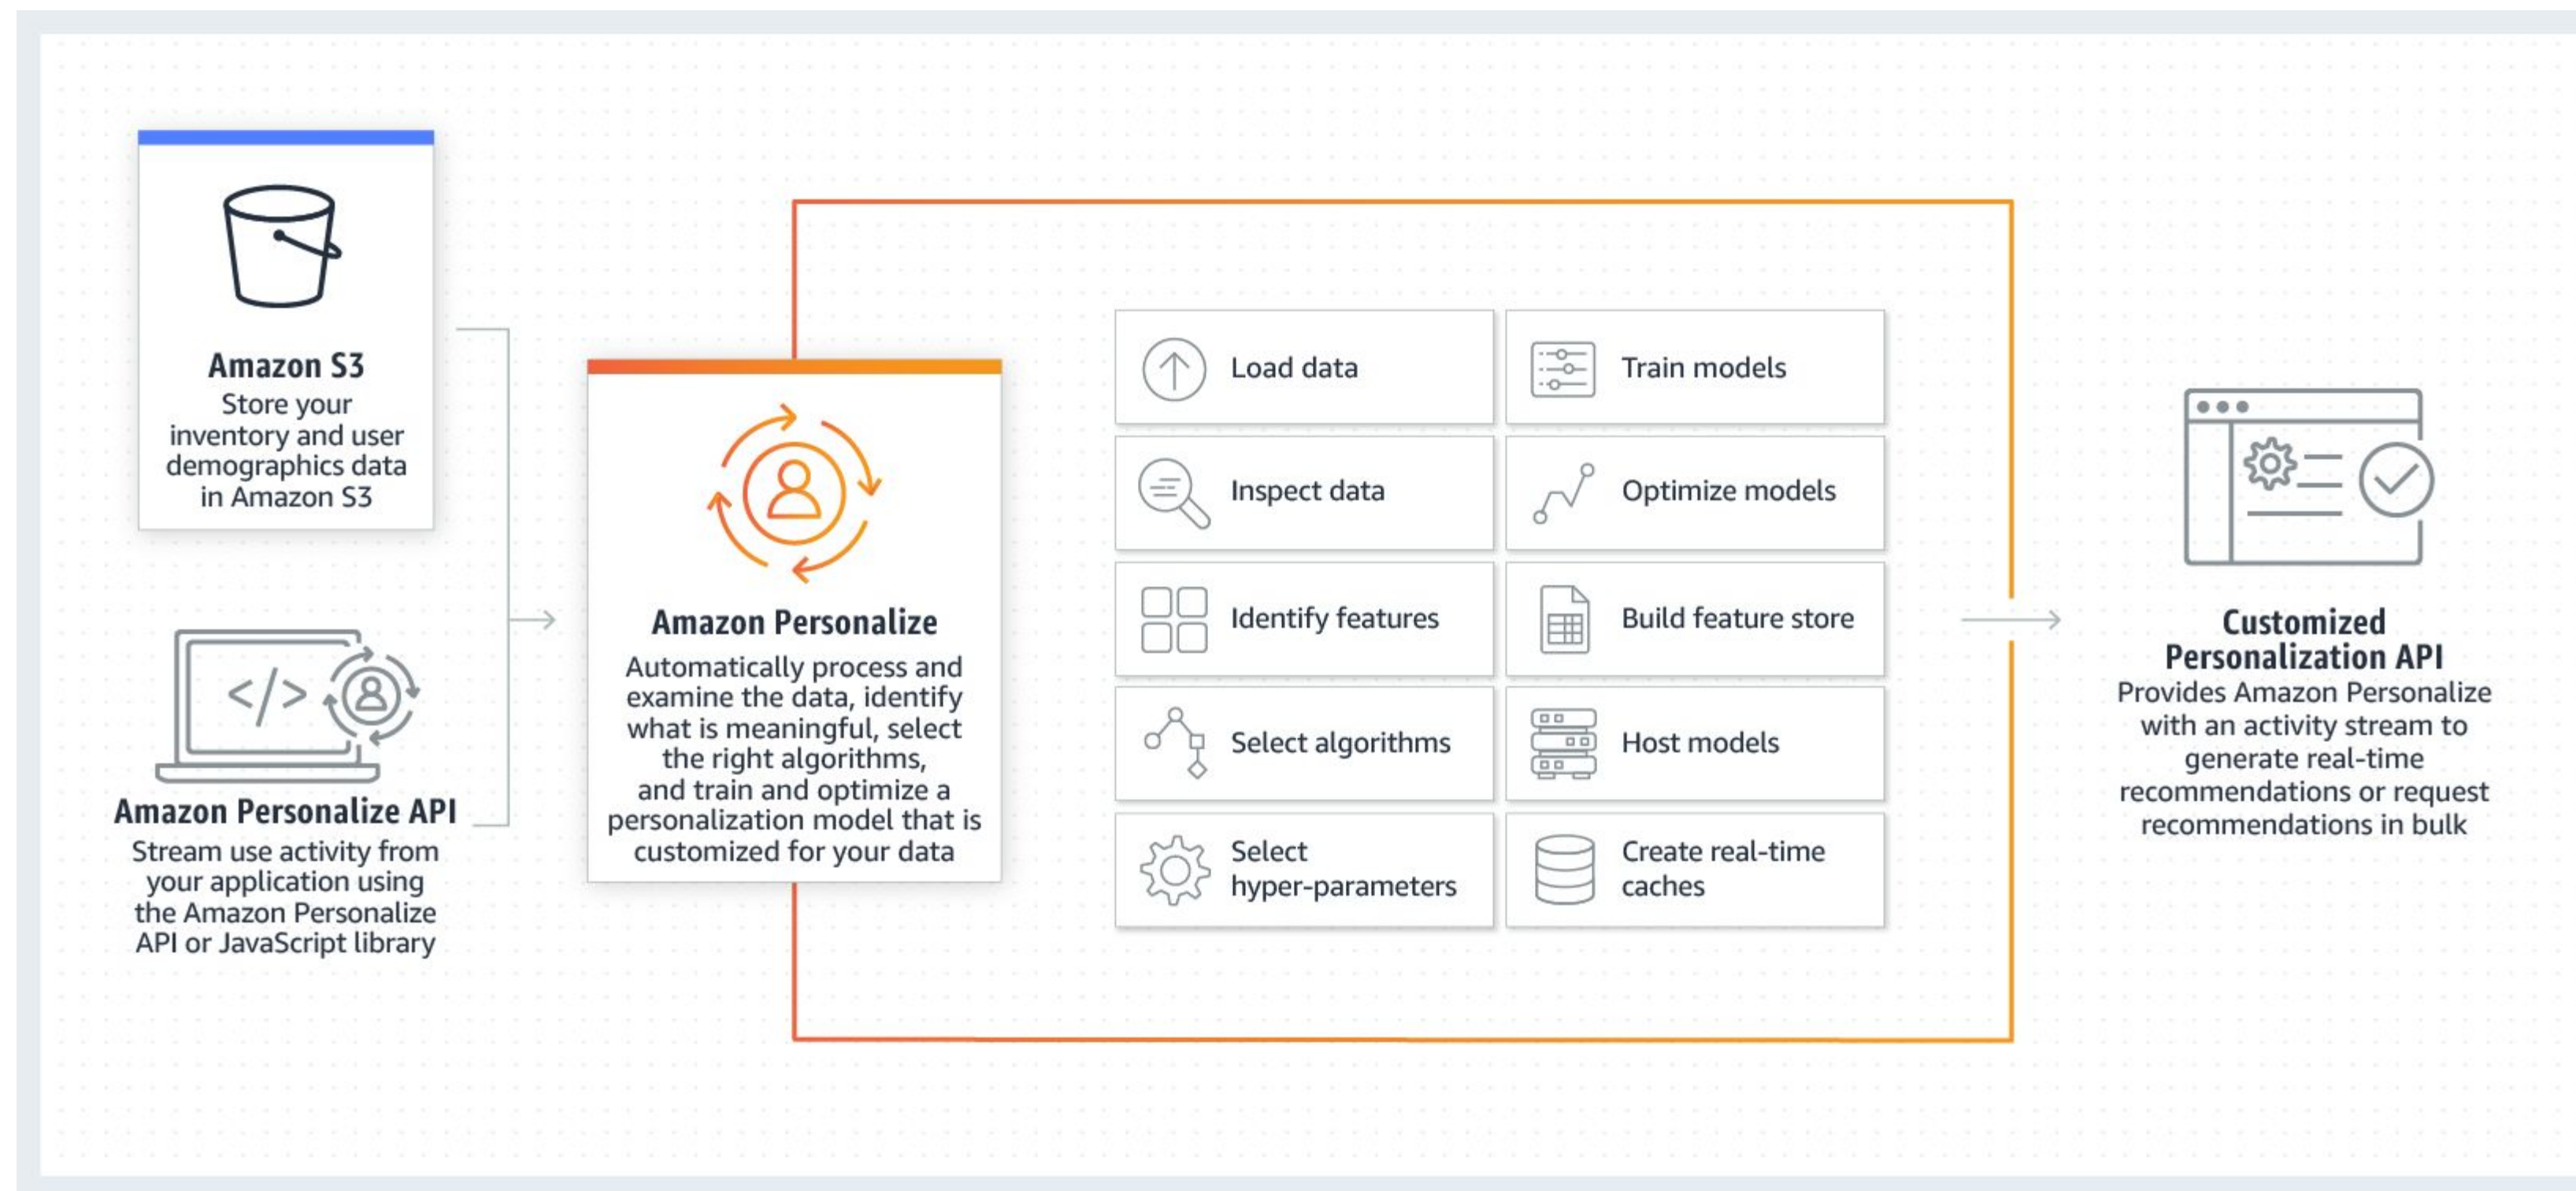 Amazon S3
Store your
inventory and user
demographics data
in Amazon S3
</>
Amazon Personalize API
Stream use activity from
your application using
the Amazon Personalize
API or JavaScript library
Amazon Personalize
Automatically process and
examine the data, identify
what is meaningful, select
the right algorithms,
and train and optimize a
personalization model that is
customized for your data
Load data
Train models
Inspect data
Optimize models
Identify features
Build feature store
Select algorithms
Host models
Select
hyper-parameters
Create real-time
caches
Customized
Personalization API
Provides Amazon Personalize
with an activity stream to
generate real-time
recommendations or request
recommendations in bulk